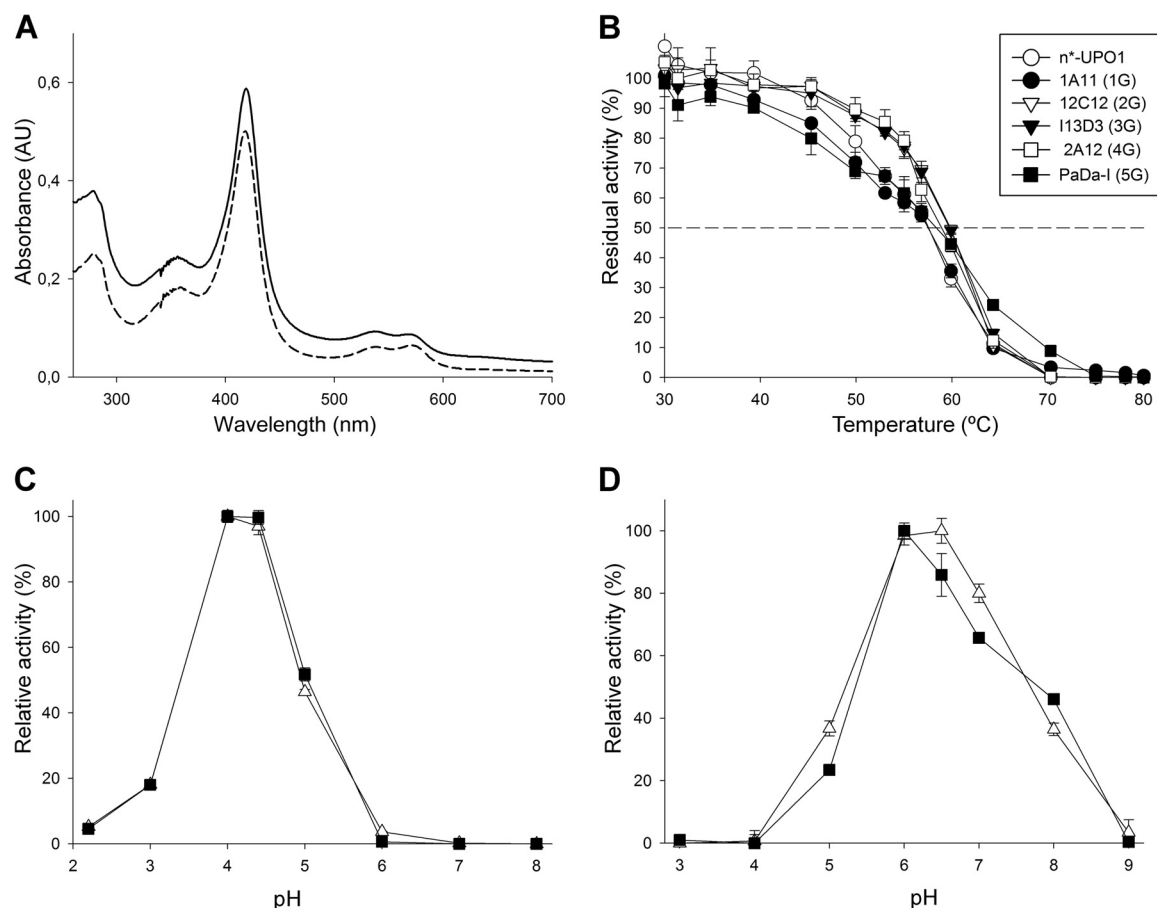 A
Absorbance (AU)
0,6
0,4
0,2
0,0
300 400 500 600 700
Wavelength (nm)
B
Residual activity (%)
100
90
80
70
60
50
40
30
20
10
0
30 40 50 60 70 80
Temperature (ºC)
n*-UPO1
1A11 (1G)
12C12 (2G)
I13D3 (3G)
2A12 (4G)
PaDa-I (5G)
C
Relative activity (%)
100
80
60
40
20
0
2 3 4 5 6 7 8
pH
D
Relative activity (%)
100
80
60
40
20
0
3 4 5 6 7 8 9
pH